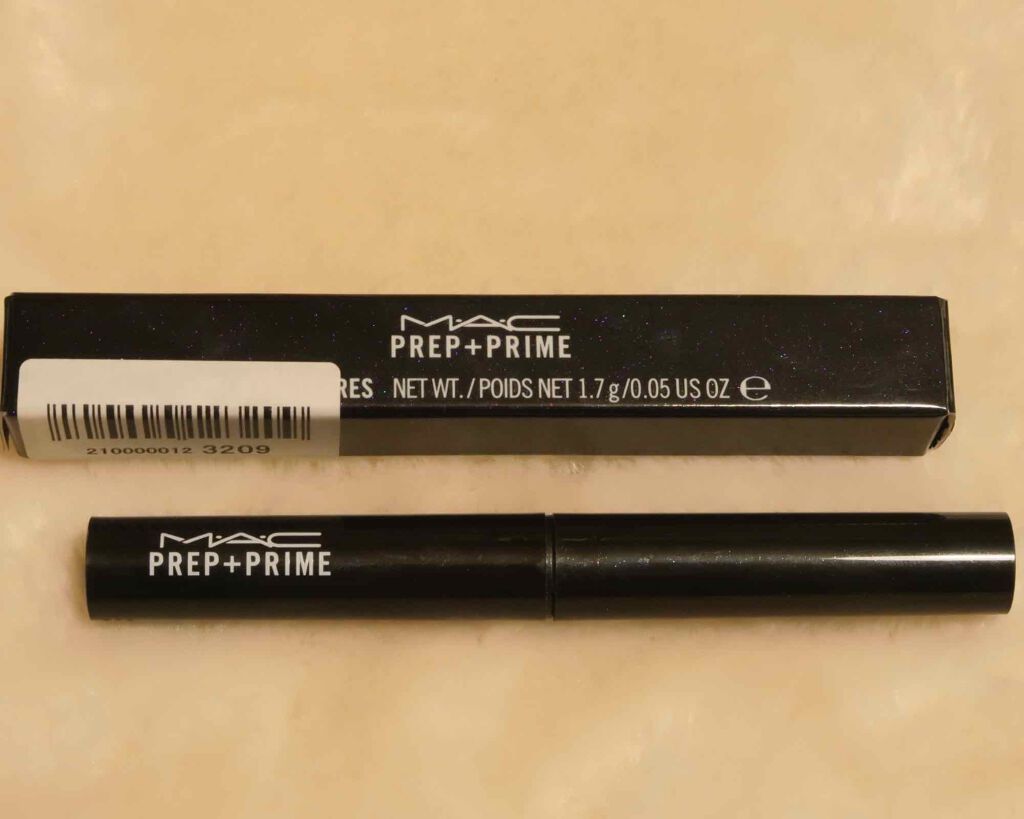 M·A·C
PREP+PRIME
RES NET WT./POIDS NET 1.7 g/0.05 US OZ ℮
210000012 3209
M·A·C
PREP+PRIME